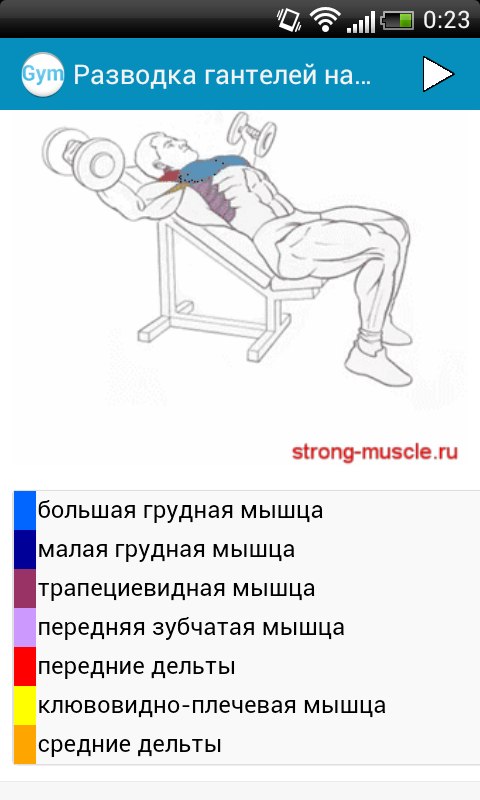 0:23
Gym Разводка гантелей на...
strong-muscle.ru
большая грудная мышца
малая грудная мышца
трапециевидная мышца
передняя зубчатая мышца
передние дельты
клювовидно-плечевая мышца
средние дельты